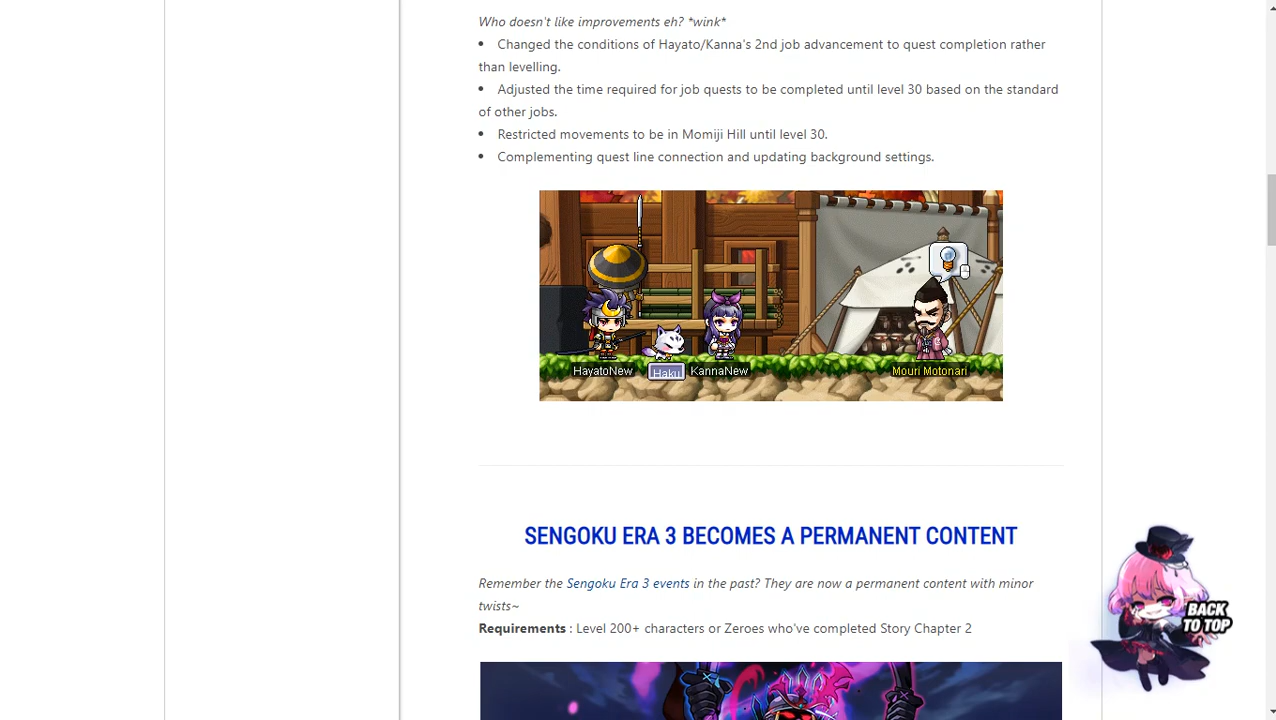 Who doesn't like improvements eh? *wink*
• Changed the conditions of Hayato/Kanna's 2nd job advancement to quest completion rather
than levelling.
• Adjusted the time required for job quests to be completed until level 30 based on the standard
of other jobs.
• Restricted movements to be in Momiji Hill until level 30.
• Complementing quest line connection and updating background settings.
HayatoNew Haku KannaNew Mouri Motonari
SENGOKU ERA 3 BECOMES A PERMANENT CONTENT
Remember the Sengoku Era 3 events in the past? They are now a permanent content with minor
twists~
Requirements : Level 200+ characters or Zeroes who've completed Story Chapter 2
BACK
TO TOP